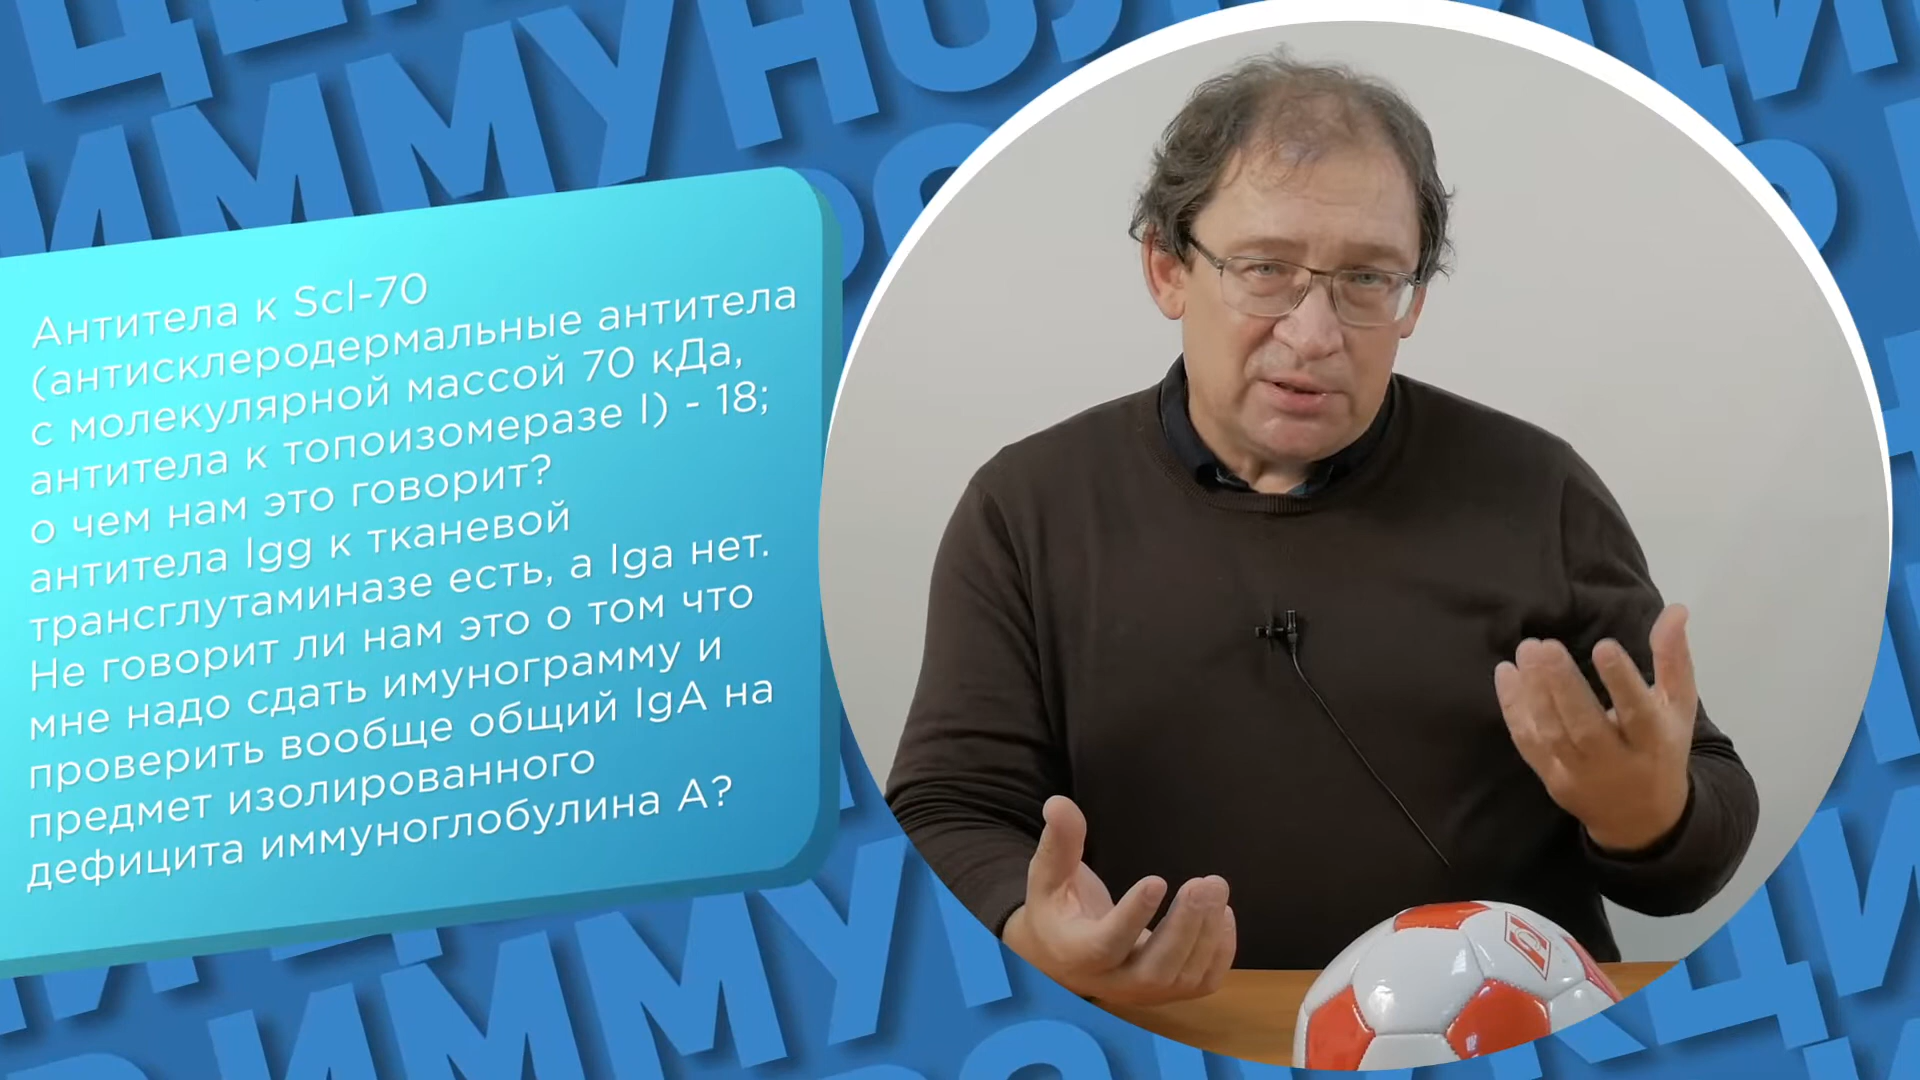 Антитела к Scl-70
(антисклеродермальные антитела
с молекулярной массой 70 кДа,
антитела к топоизомеразе I) - 18;
о чем нам это говорит?
антитела Igg к тканевой
трансглутаминазе есть, а Iga нет.
Не говорит ли нам это о том что
мне надо сдать имунограмму и
проверить вообще общий IgA на
предмет изолированного
дефицита иммуноглобулина А?